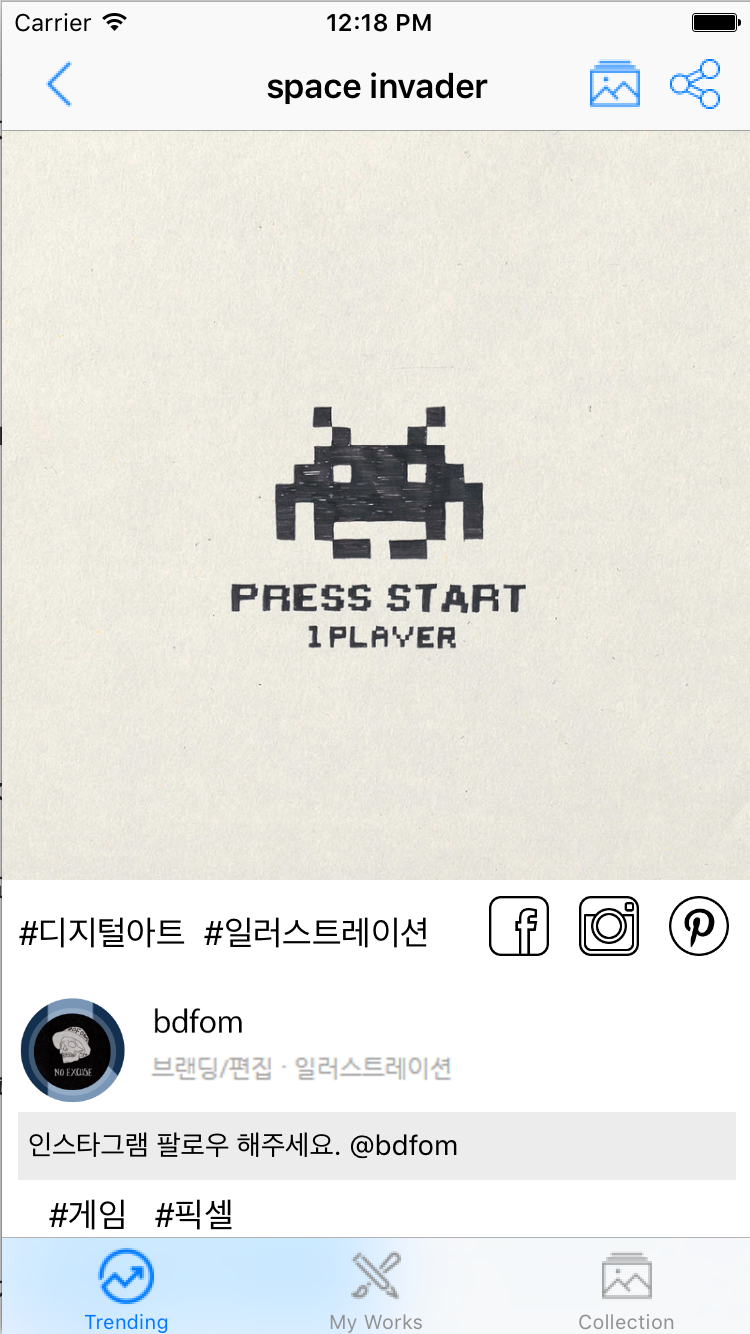 Carrier 12:18 PM
space invader
PRESS START
1 PLAYER
#디지털아트 #일러스트레이션
NO EXCUSE
bdfom
브랜딩/편집 · 일러스트레이션
인스타그램 팔로우 해주세요. @bdfom
#게임 #픽셀
Trending My Works Collection